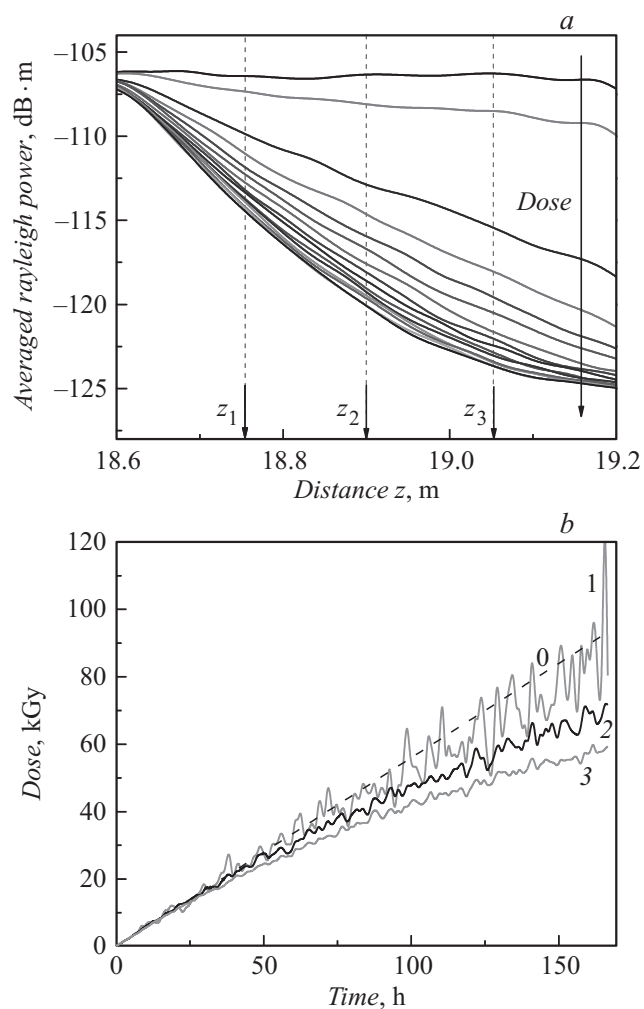 a
−105
−110
−115
−120
−125
Averaged rayleigh power, dB · m
Dose
z1
z2
z3
18.6 18.8 19.0 19.2
Distance z, m
b
120
100
80
60
40
20
0
Dose, kGy
1
0
2
3
0 50 100 150
Time, h